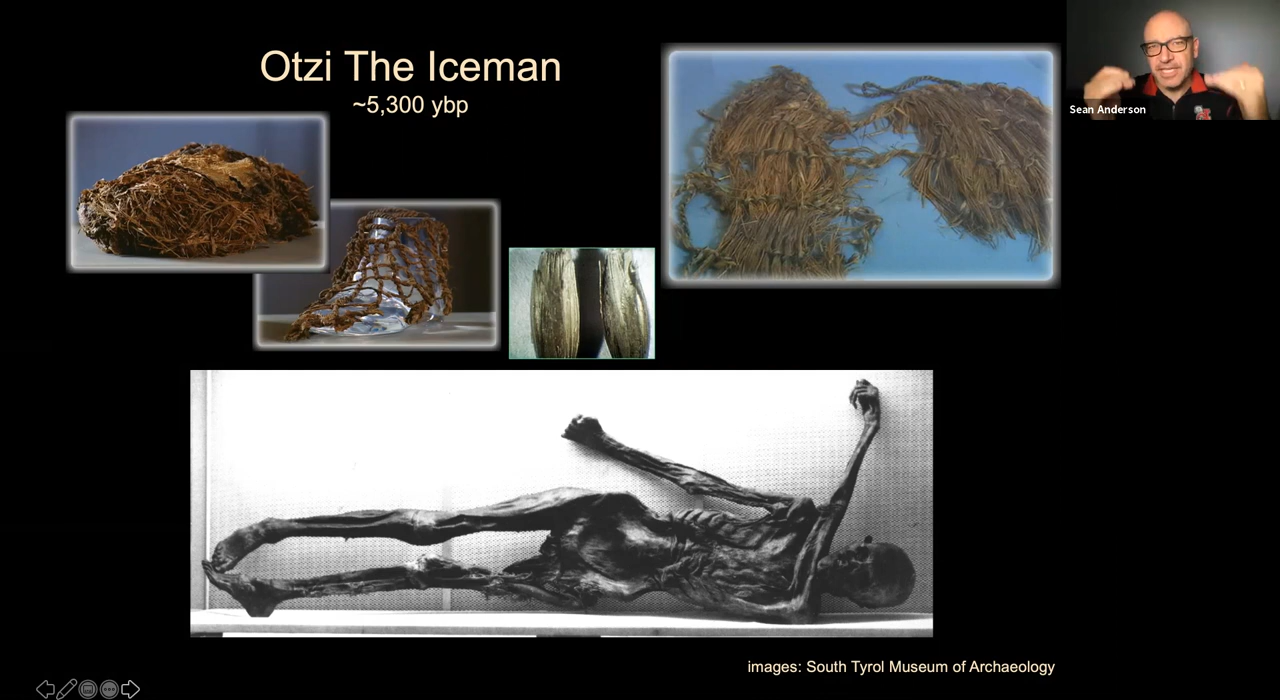 Otzi The Iceman
~5,300 ybp
Sean Anderson
images: South Tyrol Museum of Archaeology